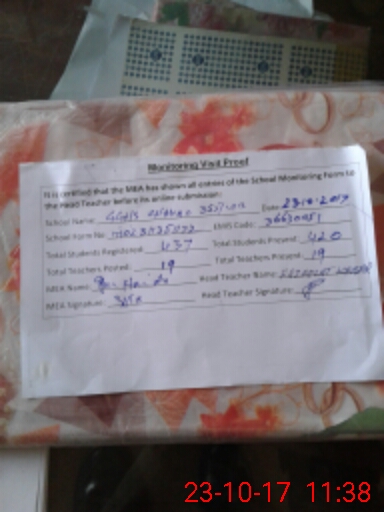 Monitoring Visit Proof
It is certified that the MEA has shown all entries of the School Monitoring Form to
the Head Teacher before its online submission:
School Name: Date: 23-10-2017
School Form No: EMIS Code: 36630051
Total Students Registered: 437 Total Students Present: 420
Total Teachers Posted: 19 Total Teachers Present: 19
MEA Name: Head Teacher Name:
MEA Signature: Head Teacher Signature:
23-10-17 11:38